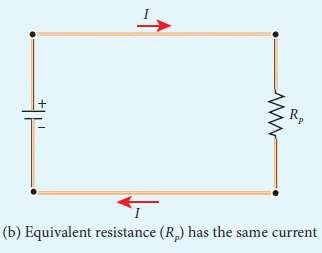 I
+
−
Rₚ
I
(b) Equivalent resistance (Rₚ) has the same current